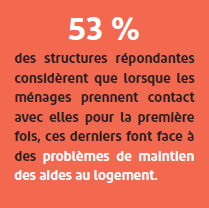 53 %
des structures répondantes
considèrent que lorsque les
ménages prennent contact
avec elles pour la première
fois, ces derniers font face à
des problèmes de maintien
des aides au logement.